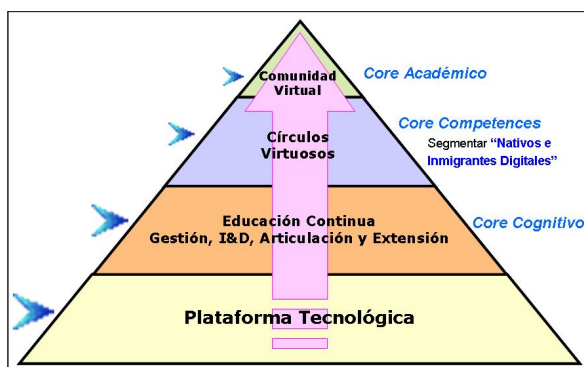 Comunidad
Virtual
Core Académico
Círculos
Virtuosos
Core Competences
Segmentar “Nativos e
Inmigrantes Digitales”
Educación Continua
Gestión, I&D, Articulación y Extensión
Core Cognitivo
Plataforma Tecnológica